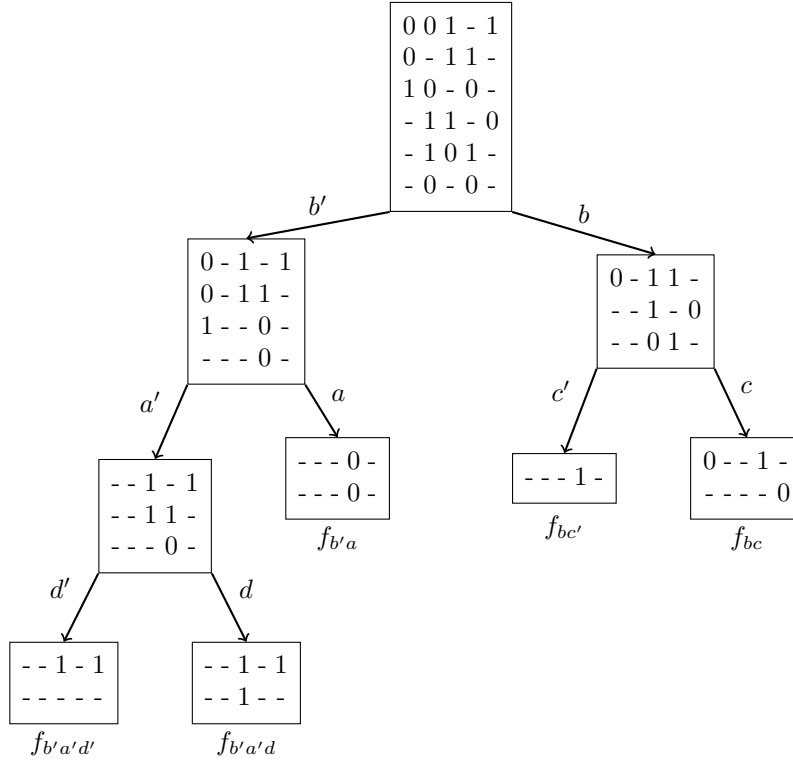 0 0 1 - 1
0 - 1 1 -
1 0 - 0 -
- 1 1 - 0
- 1 0 1 -
- 0 - 0 -
b′
b
0 - 1 - 1
0 - 1 1 -
1 - - 0 -
- - - 0 -
0 - 1 1 -
- - 1 - 0
- - 0 1 -
a′
a
c′
c
- - 1 - 1
- - 1 1 -
- - - 0 -
- - - 0 -
- - - 0 -
f_{b′a}
- - - 1 -
f_{bc′}
0 - - 1 -
- - - - 0
f_{bc}
d′
d
- - 1 - 1
- - - - -
f_{b′a′d′}
- - 1 - 1
- - 1 - -
f_{b′a′d}